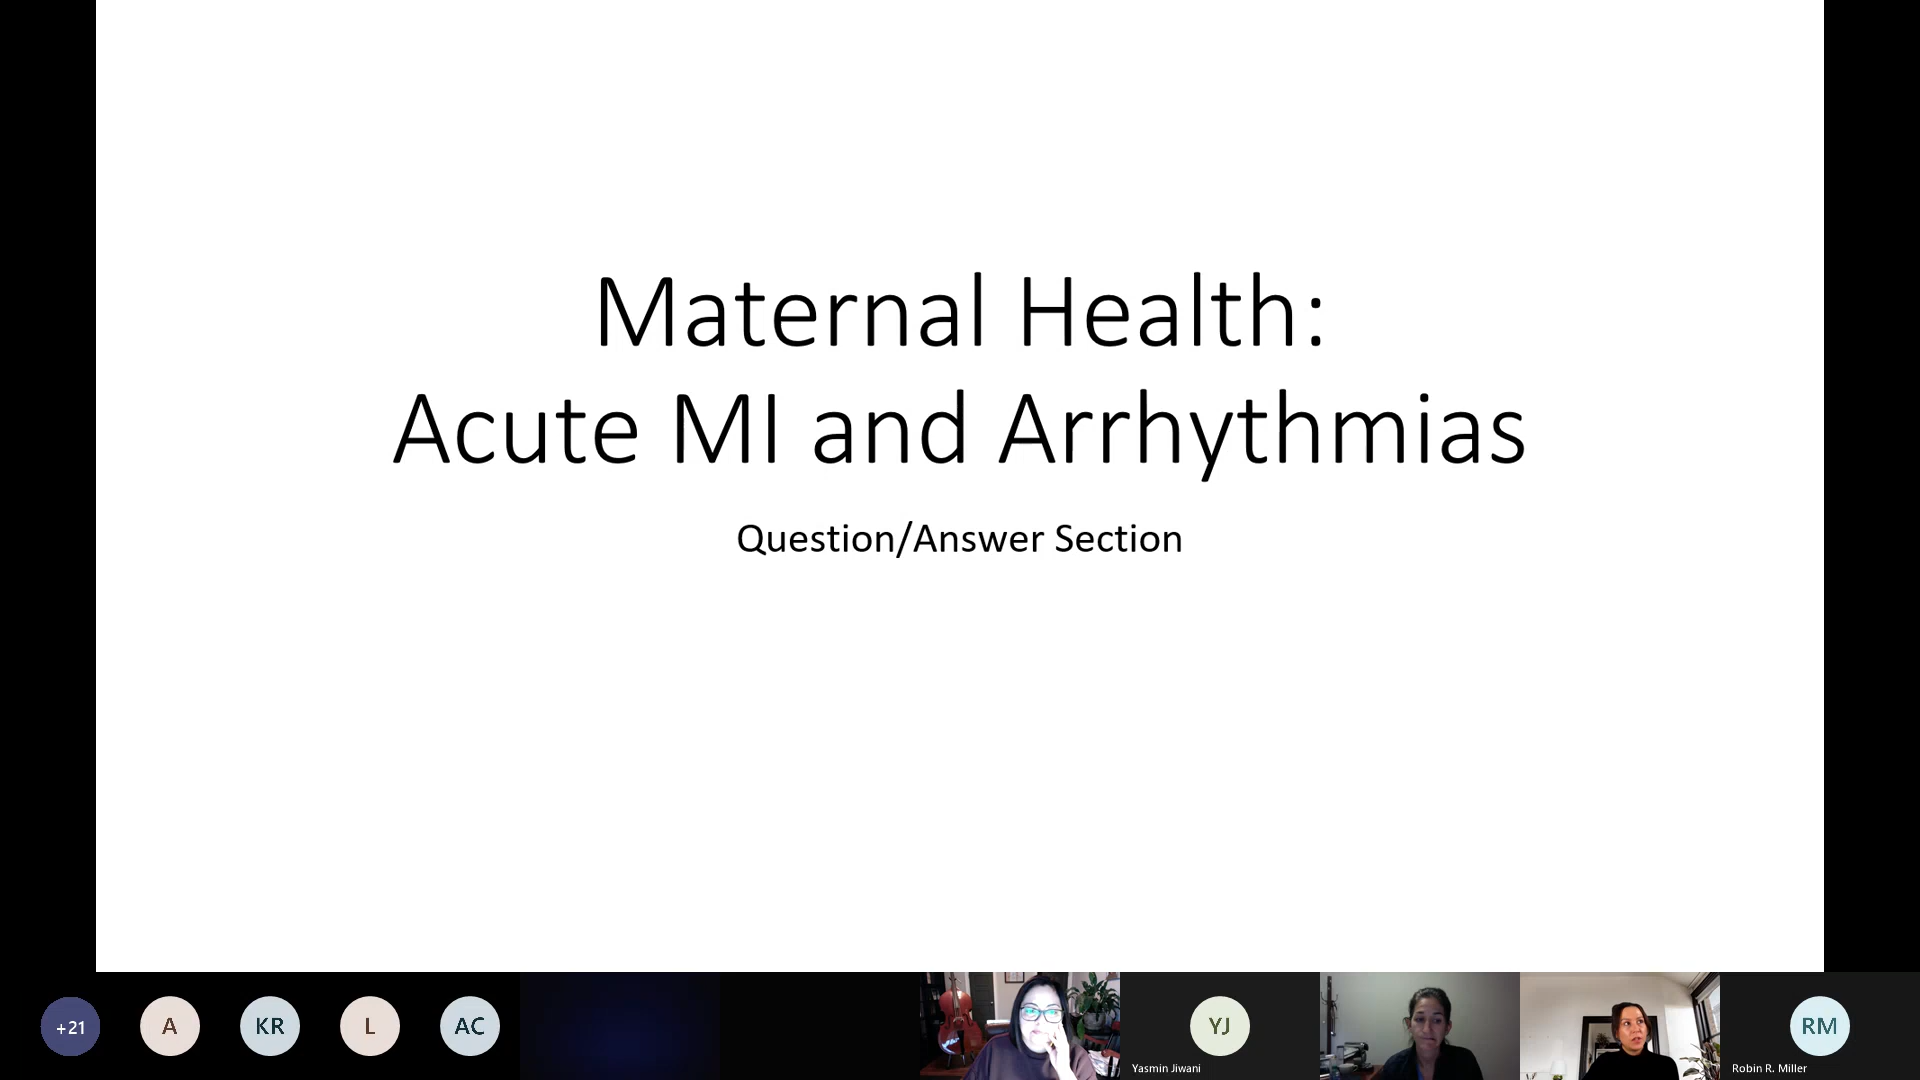 Maternal Health:
Acute MI and Arrhythmias
Question/Answer Section
+21
A
KR
L
AC
YJ
Yasmin Jiwani
RM
Robin R. Miller